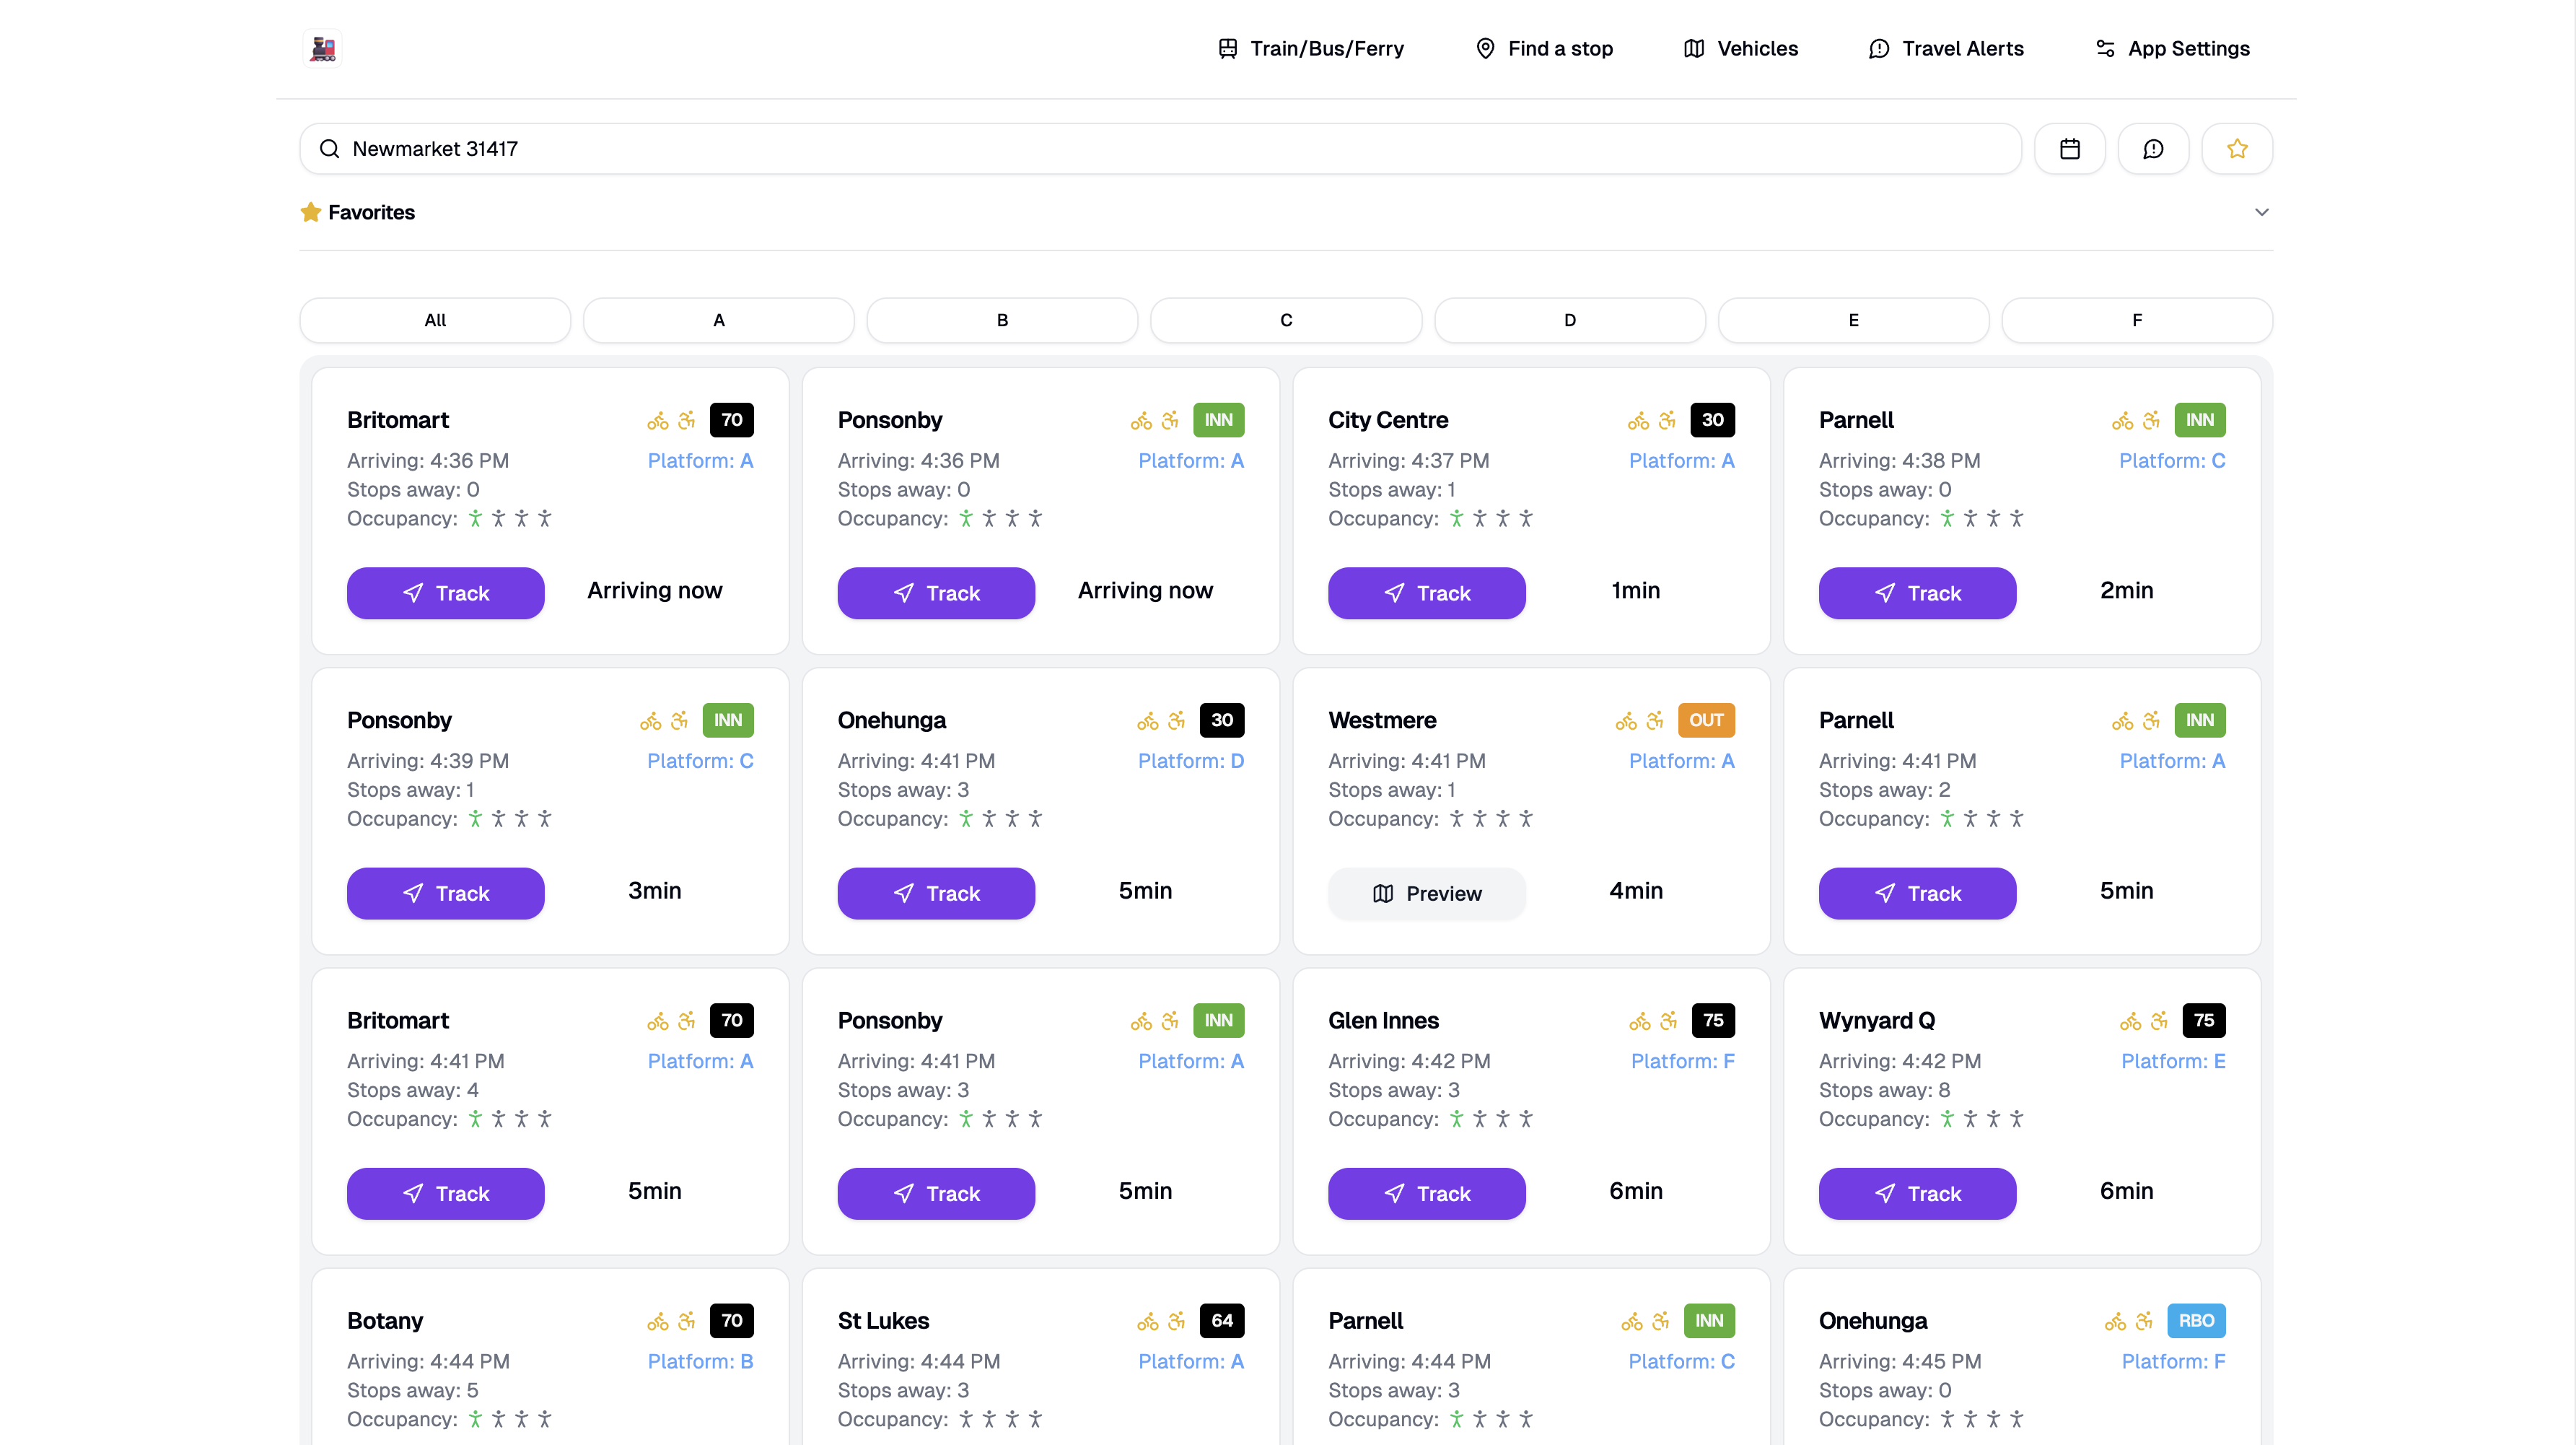 Train/Bus/Ferry
Find a stop
Vehicles
Travel Alerts
App Settings
Newmarket 31417
Favorites
All
A
B
C
D
E
F
Britomart 70
Arriving: 4:36 PM Platform: A
Stops away: 0
Occupancy:
Track Arriving now
Ponsonby INN
Arriving: 4:36 PM Platform: A
Stops away: 0
Occupancy:
Track Arriving now
City Centre 30
Arriving: 4:37 PM Platform: A
Stops away: 1
Occupancy:
Track 1min
Parnell INN
Arriving: 4:38 PM Platform: C
Stops away: 0
Occupancy:
Track 2min
Ponsonby INN
Arriving: 4:39 PM Platform: C
Stops away: 1
Occupancy:
Track 3min
Onehunga 30
Arriving: 4:41 PM Platform: D
Stops away: 3
Occupancy:
Track 5min
Westmere OUT
Arriving: 4:41 PM Platform: A
Stops away: 1
Occupancy:
Preview 4min
Parnell INN
Arriving: 4:41 PM Platform: A
Stops away: 2
Occupancy:
Track 5min
Britomart 70
Arriving: 4:41 PM Platform: A
Stops away: 4
Occupancy:
Track 5min
Ponsonby INN
Arriving: 4:41 PM Platform: A
Stops away: 3
Occupancy:
Track 5min
Glen Innes 75
Arriving: 4:42 PM Platform: F
Stops away: 3
Occupancy:
Track 6min
Wynyard Q 75
Arriving: 4:42 PM Platform: E
Stops away: 8
Occupancy:
Track 6min
Botany 70
Arriving: 4:44 PM Platform: B
Stops away: 5
Occupancy:
St Lukes 64
Arriving: 4:44 PM Platform: A
Stops away: 3
Occupancy:
Parnell INN
Arriving: 4:44 PM Platform: C
Stops away: 3
Occupancy:
Onehunga RBO
Arriving: 4:45 PM Platform: F
Stops away: 0
Occupancy: